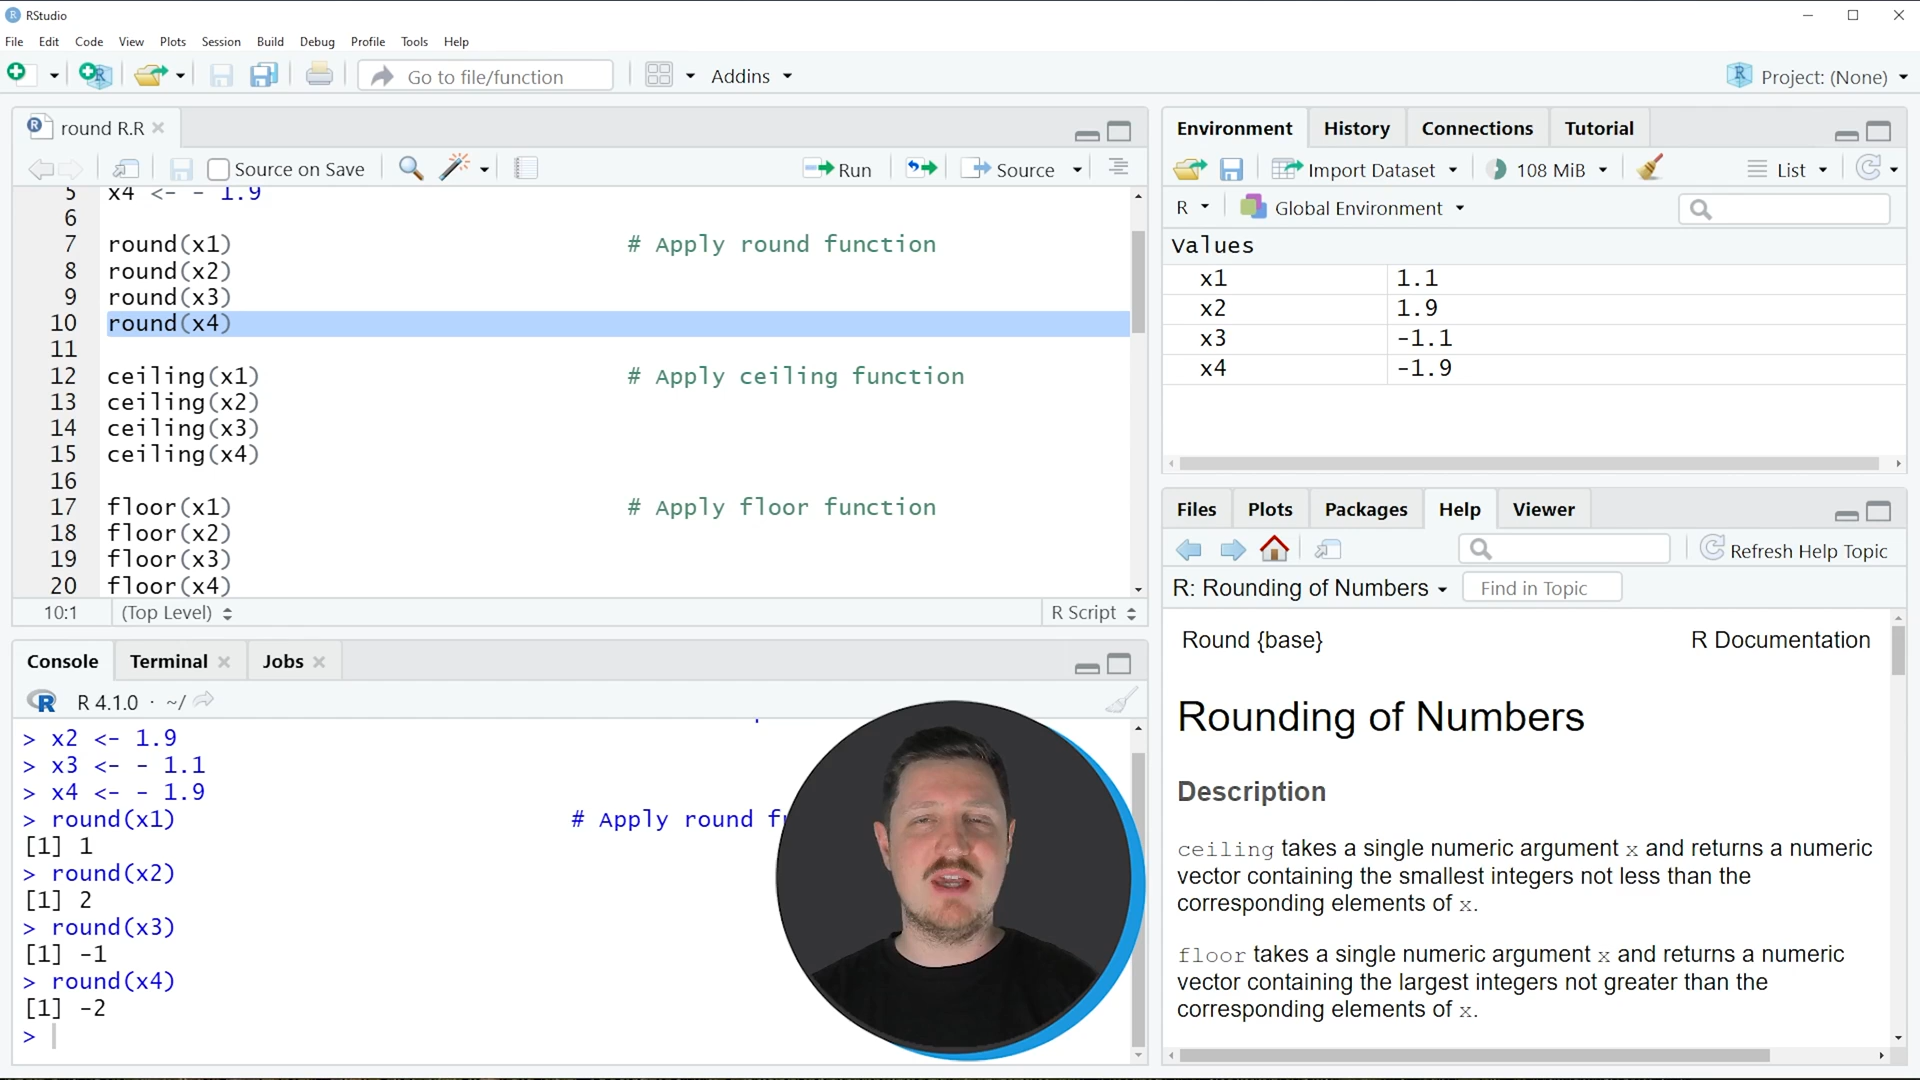 RStudio
File Edit Code View Plots Session Build Debug Profile Tools Help
Go to file/function Addins Project: (None)
round R.R
Source on Save Run Source
5 x4 <- - 1.9
6
7 round(x1) # Apply round function
8 round(x2)
9 round(x3)
10 round(x4)
11
12 ceiling(x1) # Apply ceiling function
13 ceiling(x2)
14 ceiling(x3)
15 ceiling(x4)
16
17 floor(x1) # Apply floor function
18 floor(x2)
19 floor(x3)
20 floor(x4)
10:1 (Top Level) R Script
Console Terminal Jobs
R 4.1.0 · ~/
> x2 <- 1.9
> x3 <- - 1.1
> x4 <- - 1.9
> round(x1) # Apply round
[1] 1
> round(x2)
[1] 2
> round(x3)
[1] -1
> round(x4)
[1] -2
>
Environment History Connections Tutorial
Import Dataset 108 MiB List
R Global Environment
Values
x1 1.1
x2 1.9
x3 -1.1
x4 -1.9
Files Plots Packages Help Viewer
Refresh Help Topic
R: Rounding of Numbers Find in Topic
Round {base} R Documentation
Rounding of Numbers
Description
ceiling takes a single numeric argument x and returns a numeric
vector containing the smallest integers not less than the
corresponding elements of x.
floor takes a single numeric argument x and returns a numeric
vector containing the largest integers not greater than the
corresponding elements of x.